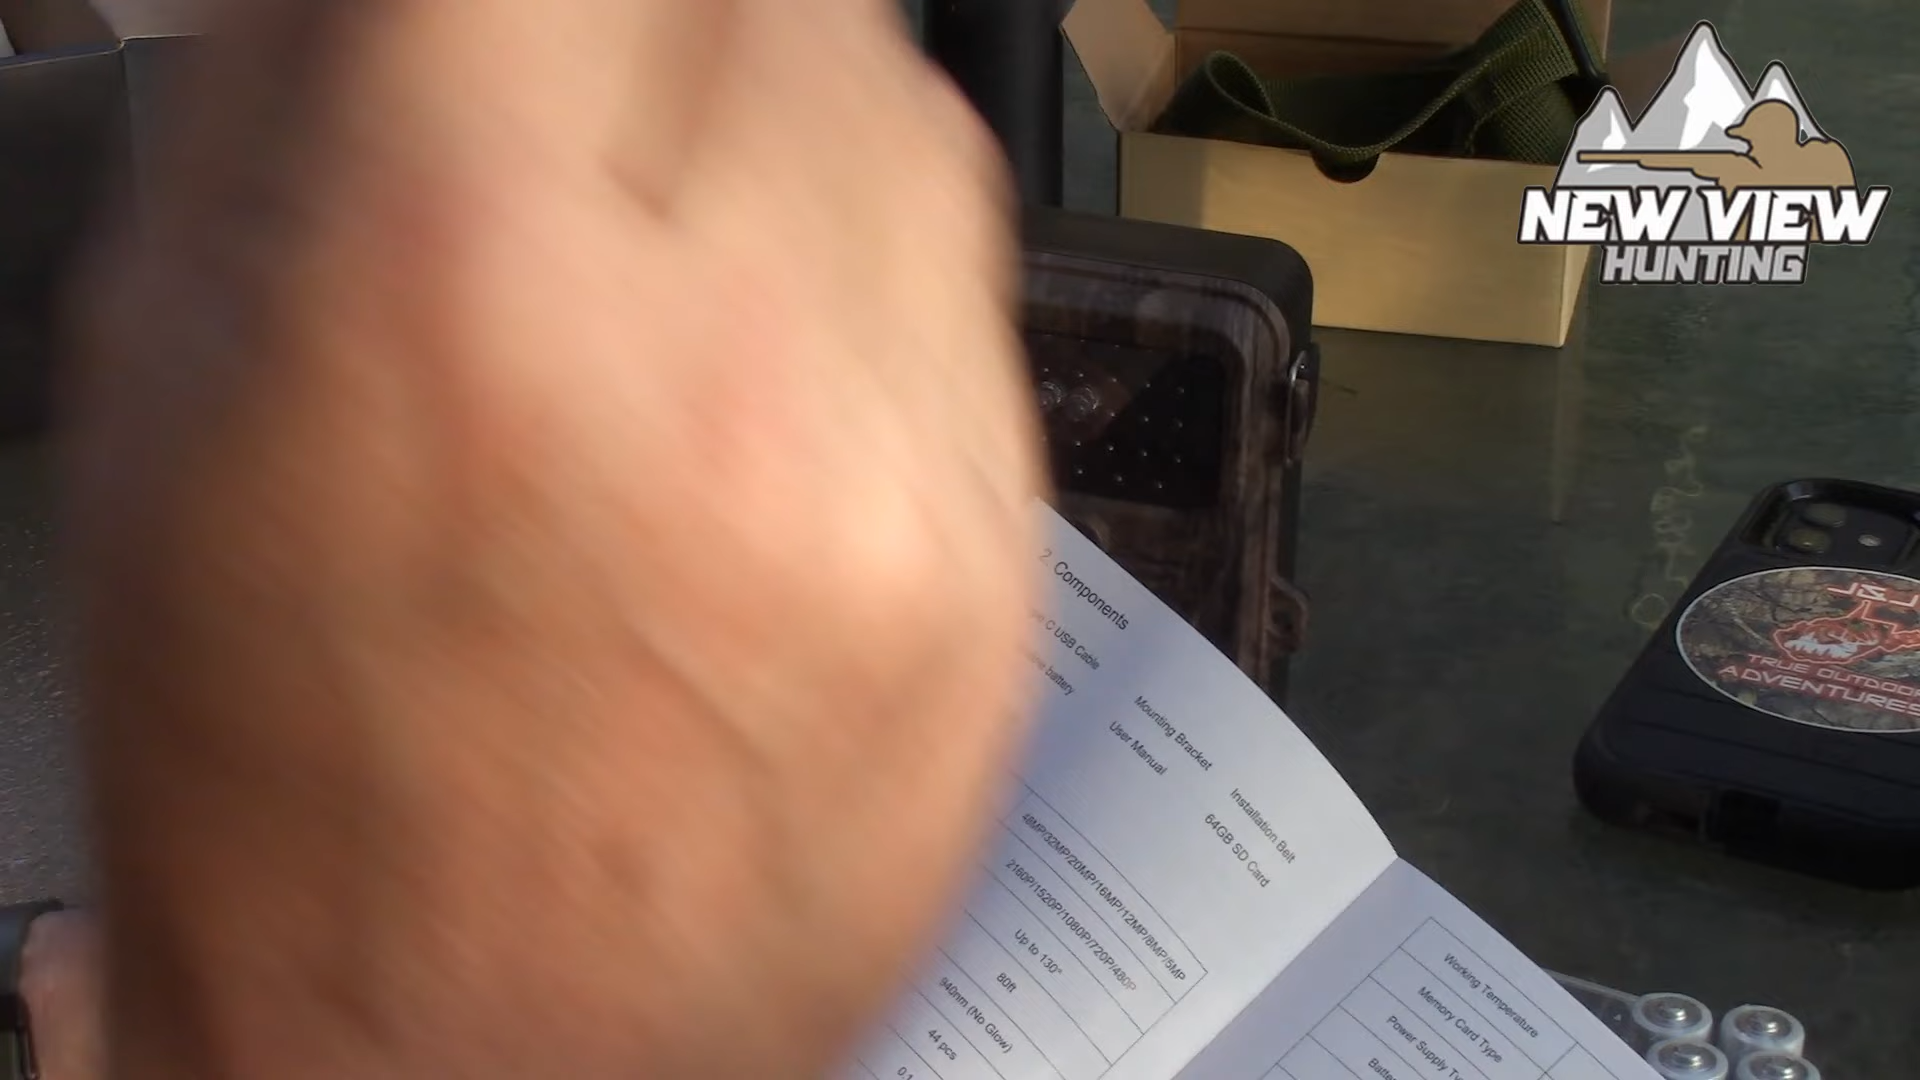 NEW VIEW
HUNTING
2. Components
C USB Cable
Mounting Bracket
Installation Belt
battery
User Manual
64GB SD Card
48MP/32MP/20MP/16MP/12MP/8MP/5MP
2160P/1520P/1080P/720P/480P
Up to 130°
80ft
940nm (No Glow)
44 pcs
Working Temperature
Memory Card Type
Power Supply
J&J
TRUE OUTDOOR
ADVENTURES